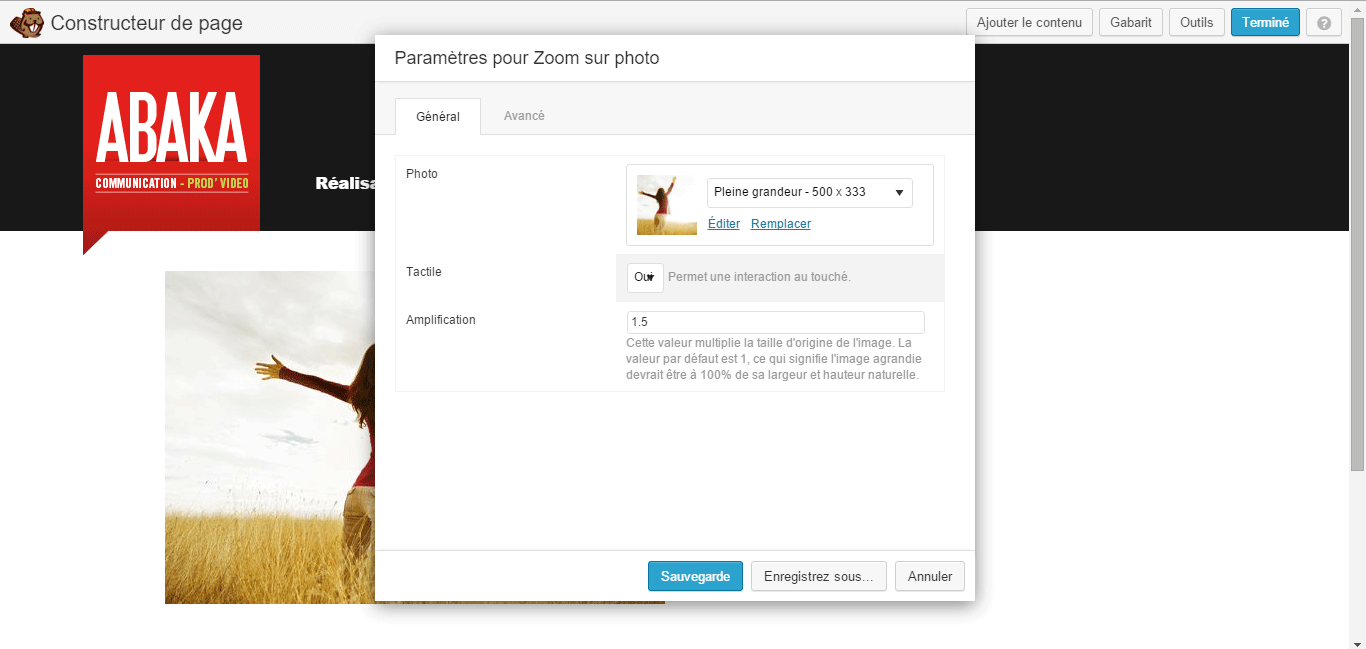 Constructeur de page
Ajouter le contenu
Gabarit
Outils
Terminé
?
Paramètres pour Zoom sur photo
ABAKA
COMMUNICATION - PROD' VIDEO
Réalisa
Général
Avancé
Photo
Pleine grandeur - 500 x 333
Éditer
Remplacer
Tactile
Oui
Permet une interaction au touché.
Amplification
1.5
Cette valeur multiplie la taille d'origine de l'image. La
valeur par défaut est 1, ce qui signifie l'image agrandie
devrait être à 100% de sa largeur et hauteur naturelle.
Sauvegarde
Enregistrez sous...
Annuler